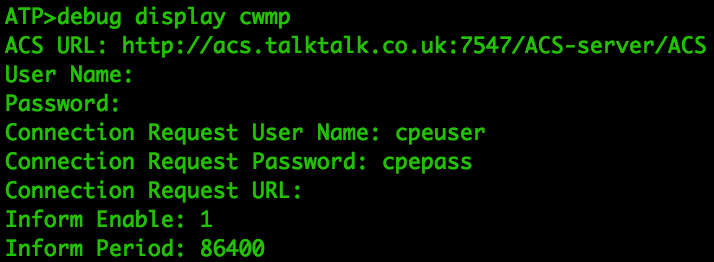 ATP>debug display cwmp
ACS URL: http://acs.talktalk.co.uk:7547/ACS-server/ACS
User Name:
Password:
Connection Request User Name: cpeuser
Connection Request Password: cpepass
Connection Request URL:
Inform Enable: 1
Inform Period: 86400